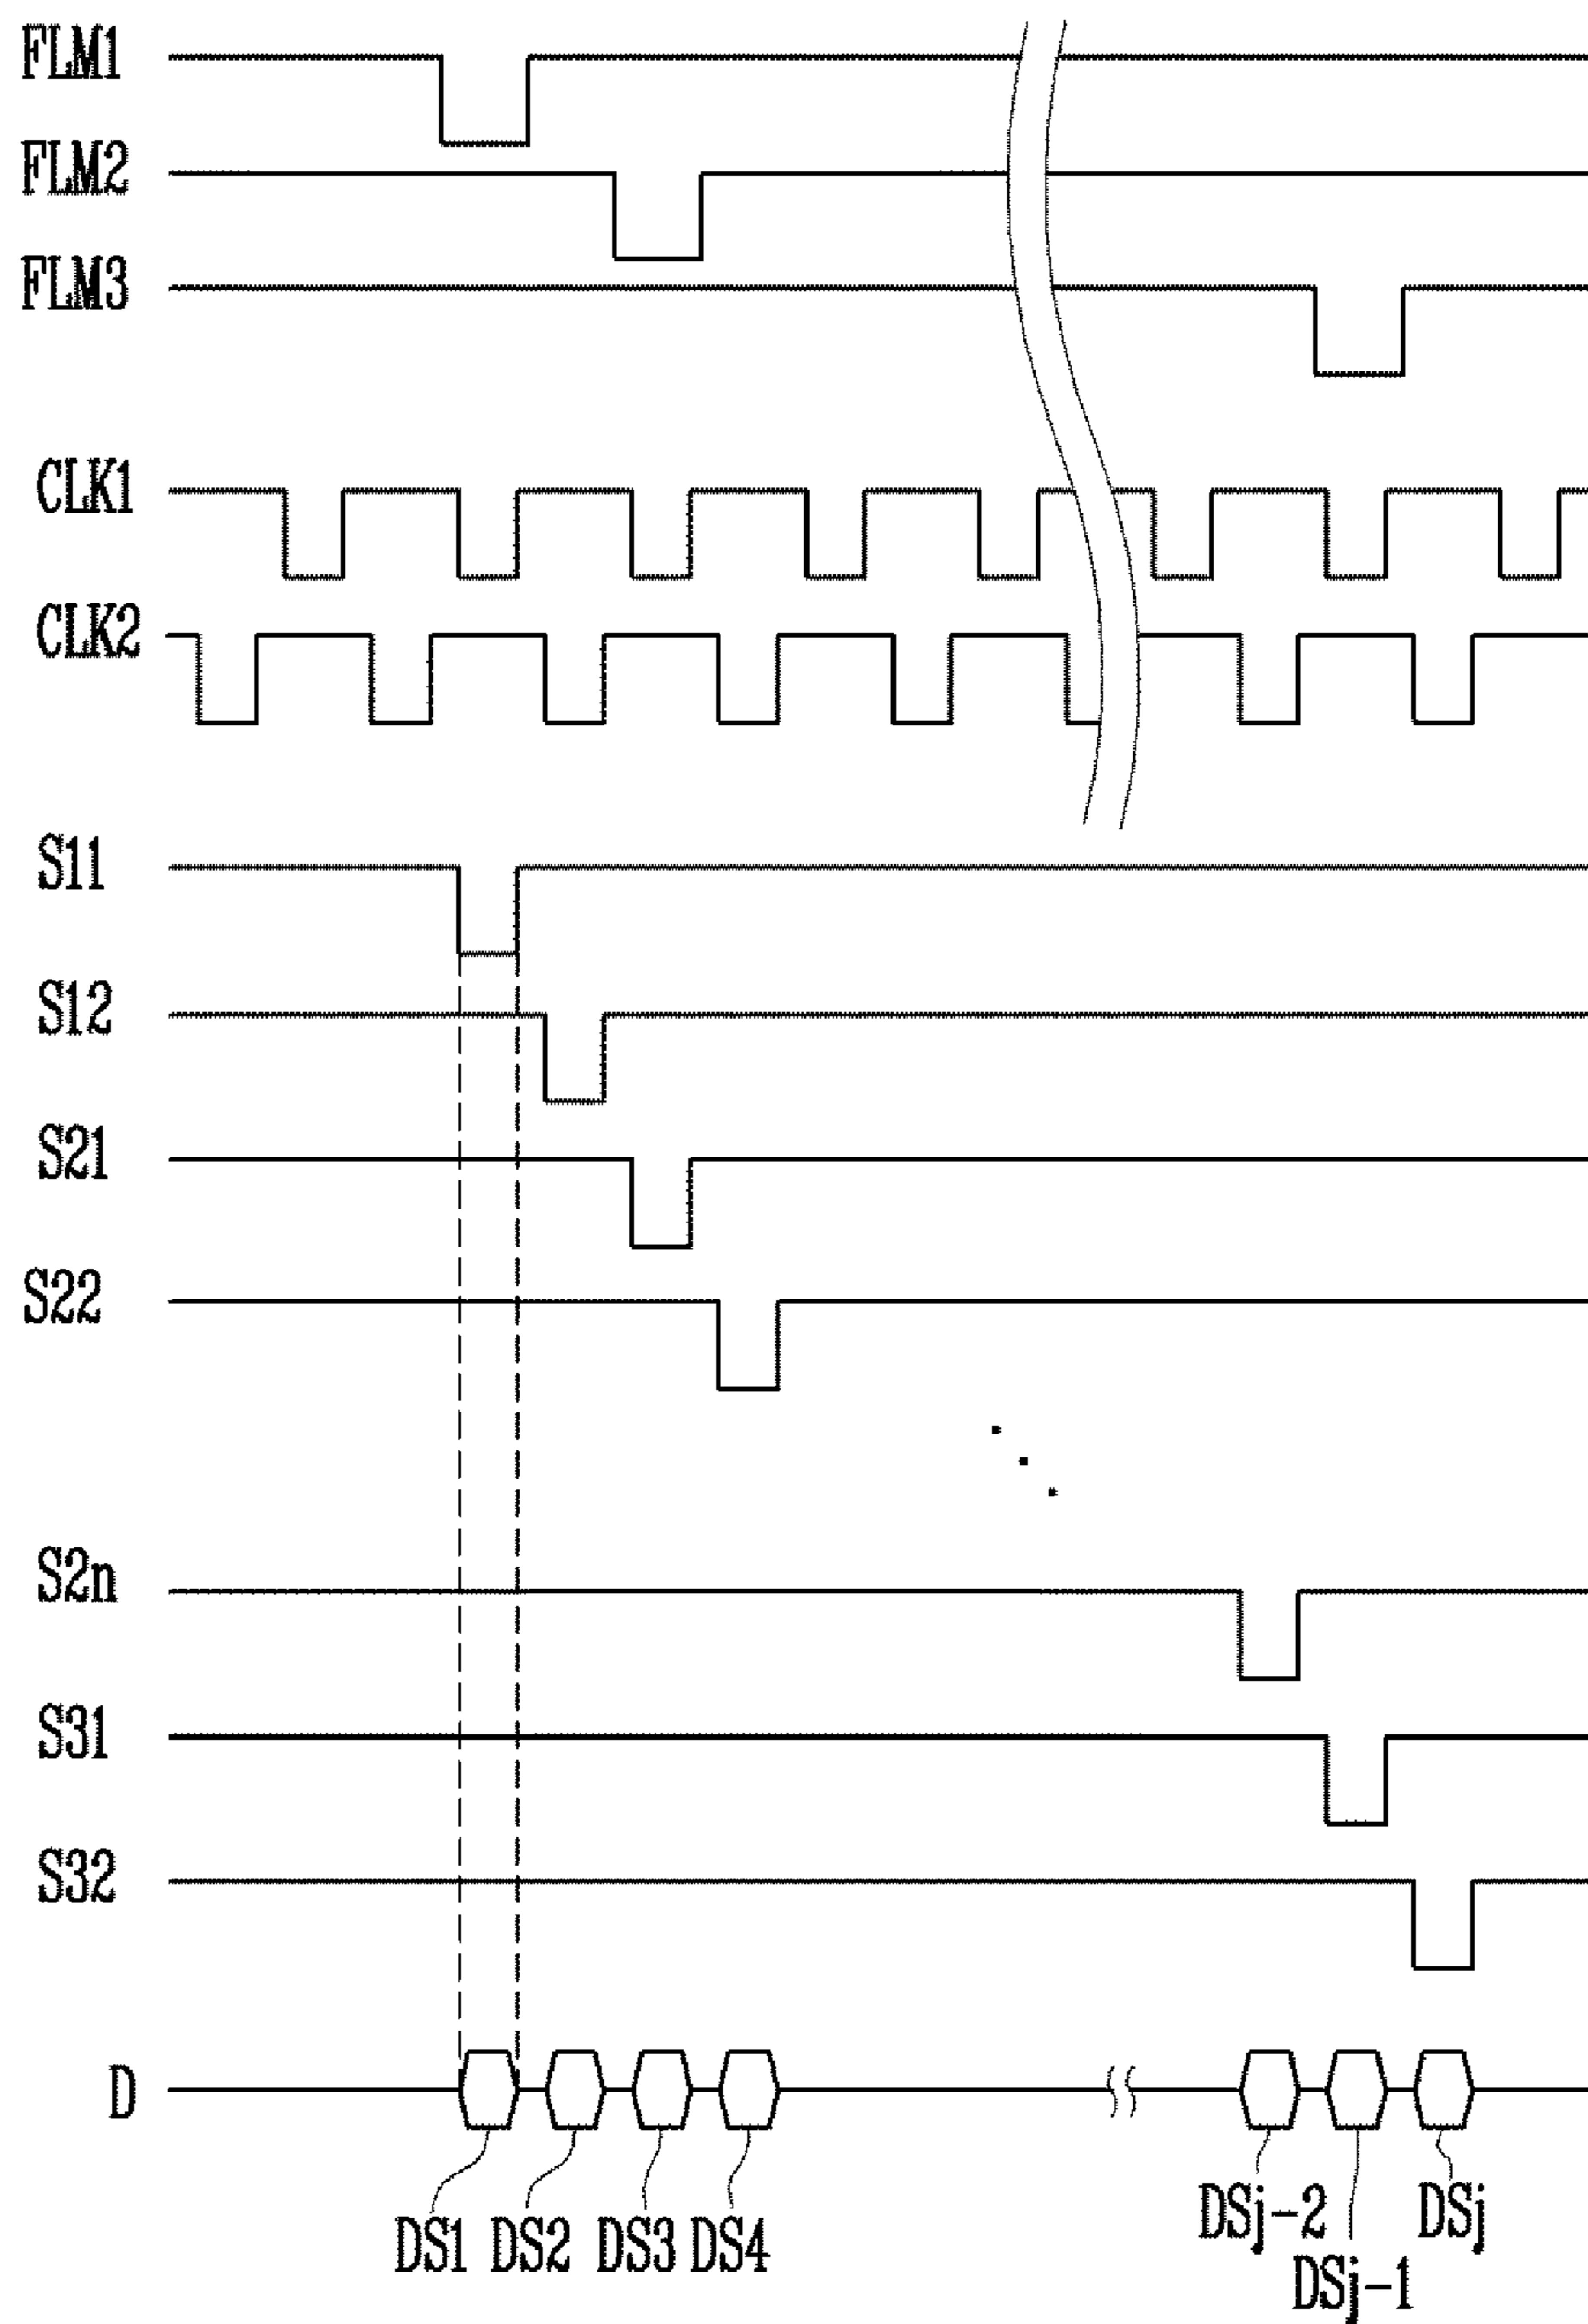 FLM1
FLM2
FLM3
CLK1
CLK2
S11
S12
S21
S22
S2n
S31
S32
D
DS1 DS2 DS3 DS4
DSj-2 DSj
DSj-1